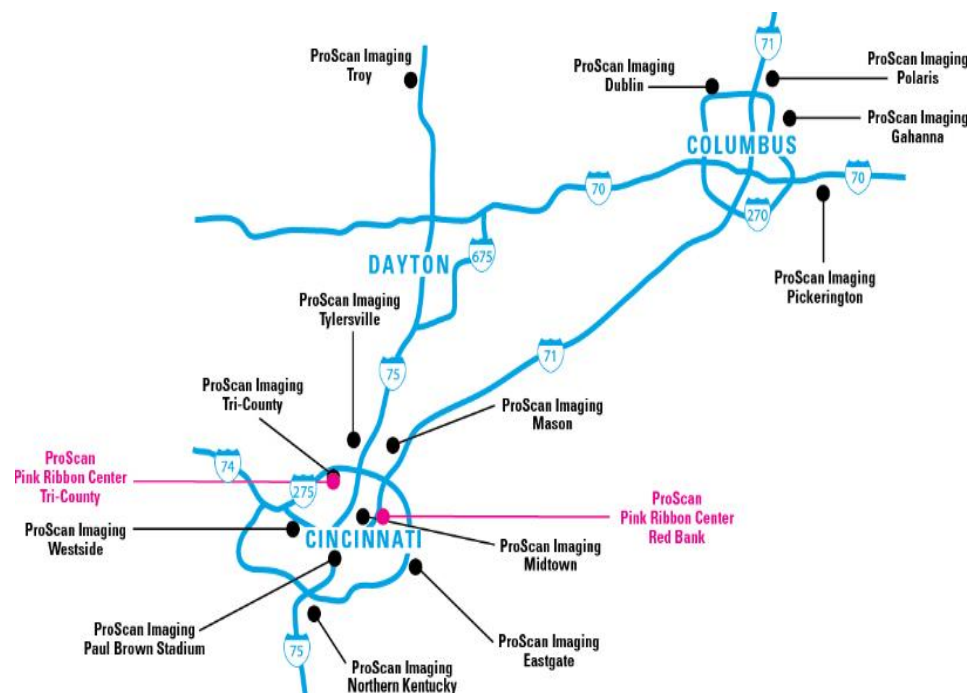 71
ProScan Imaging
Troy
ProScan Imaging
Dublin
ProScan Imaging
Polaris
ProScan Imaging
Gahanna
COLUMBUS
70
70
270
675
DAYTON
ProScan Imaging
Pickerington
ProScan Imaging
Tylersville
71
75
ProScan Imaging
Tri-County
ProScan Imaging
Mason
ProScan
Pink Ribbon Center
Tri-County
74
275
ProScan
Pink Ribbon Center
Red Bank
ProScan Imaging
Westside
CINCINNATI
ProScan Imaging
Midtown
ProScan Imaging
Paul Brown Stadium
75
ProScan Imaging
Northern Kentucky
ProScan Imaging
Eastgate